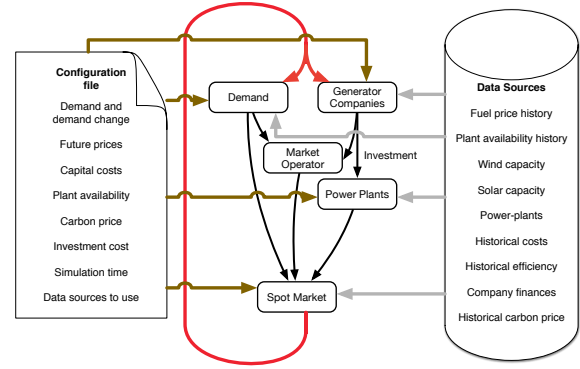 Configuration
file
Demand and
demand change
Future prices
Capital costs
Plant availability
Carbon price
Investment cost
Simulation time
Data sources to use
Demand
Generator
Companies
Market
Operator
Investment
Power Plants
Spot Market
Data Sources
Fuel price history
Plant availability history
Wind capacity
Solar capacity
Power-plants
Historical costs
Historical efficiency
Company finances
Historical carbon price